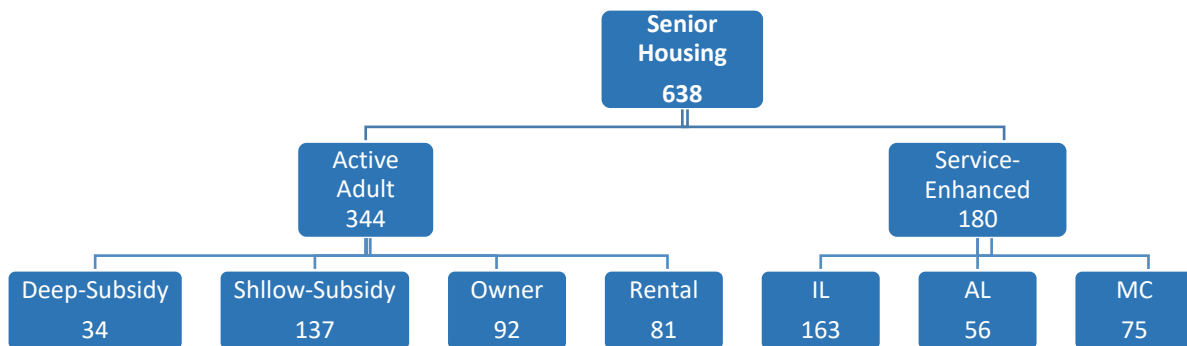 Senior
Housing
638
Active
Adult
344
Service-
Enhanced
180
Deep-Subsidy
34
Shllow-Subsidy
137
Owner
92
Rental
81
IL
163
AL
56
MC
75